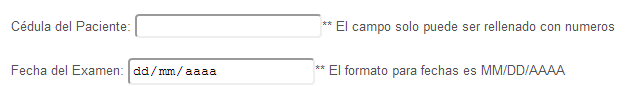 Cédula del Paciente: ** El campo solo puede ser rellenado con numeros
Fecha del Examen: dd/mm/aaaa ** El formato para fechas es MM/DD/AAAA